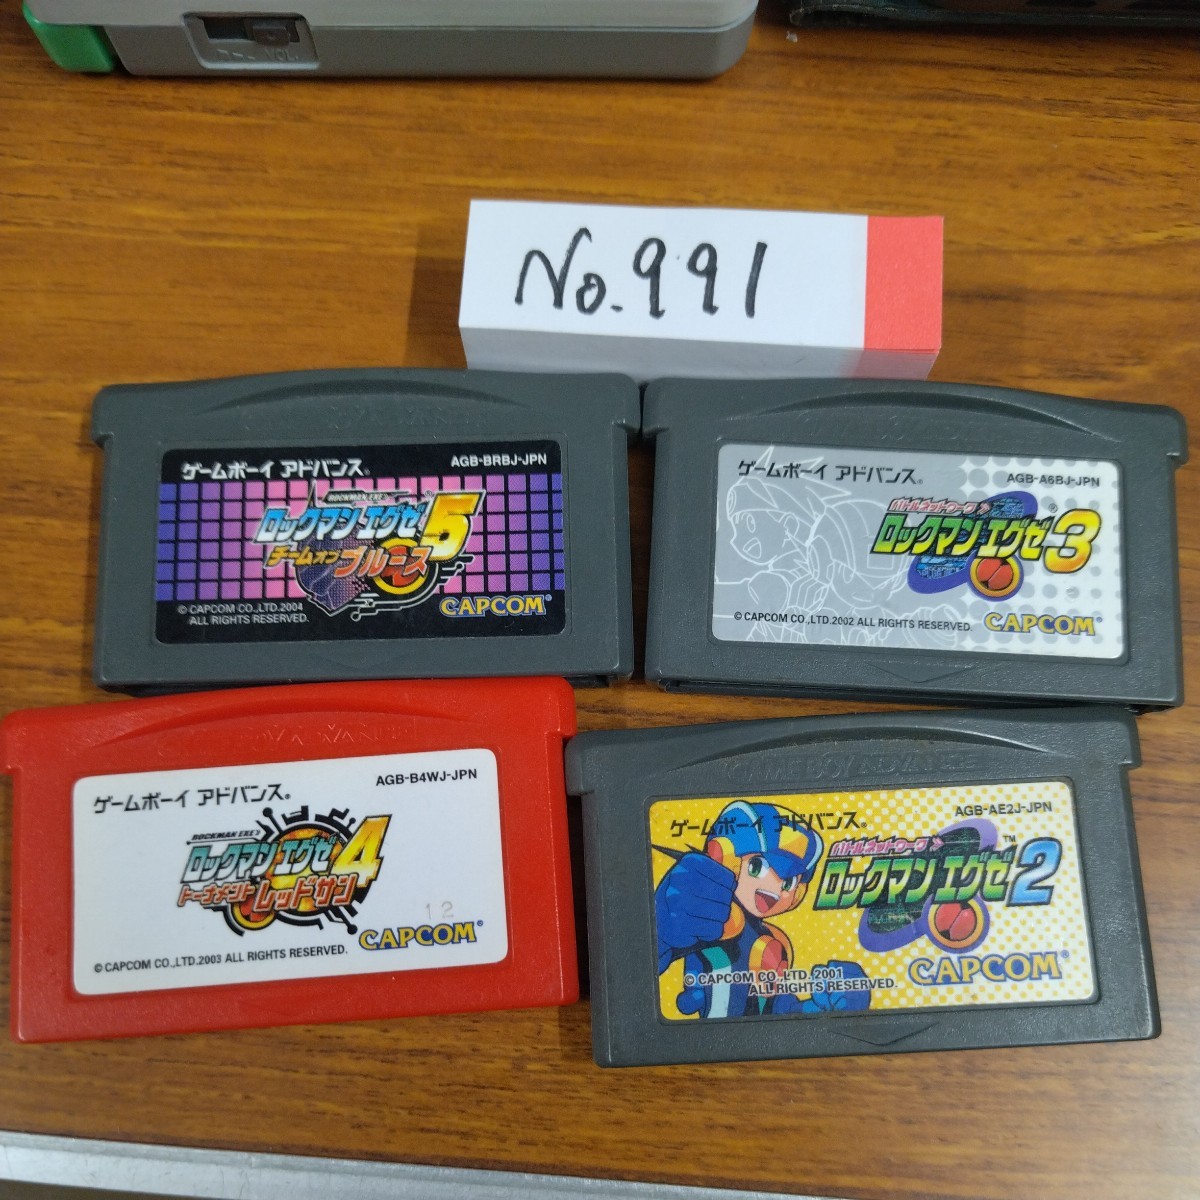 VOL.
No.991
ゲームボーイ アドバンス®
AGB-BRBJ-JPN
ROCKMAN EXE
ロックマン エグゼ5
チーム オブ ブルース
© CAPCOM CO.,LTD.2004
ALL RIGHTS RESERVED.
CAPCOM®
ゲームボーイ アドバンス®
AGB-A6BJ-JPN
バトルネットワーク
ロックマン エグゼ®3
© CAPCOM CO.,LTD.2002 ALL RIGHTS RESERVED.
CAPCOM®
ゲームボーイ アドバンス®
AGB-B4WJ-JPN
ROCKMAN EXE
ロックマン エグゼ4
トーナメント レッドサン
12
© CAPCOM CO.,LTD.2003 ALL RIGHTS RESERVED.
CAPCOM®
GAME BOY ADVANCE
ゲームボーイ アドバンス®
AGB-AE2J-JPN
バトルネットワーク
ロックマン エグゼ™2
© CAPCOM CO.,LTD.2001
ALL RIGHTS RESERVED.
CAPCOM®